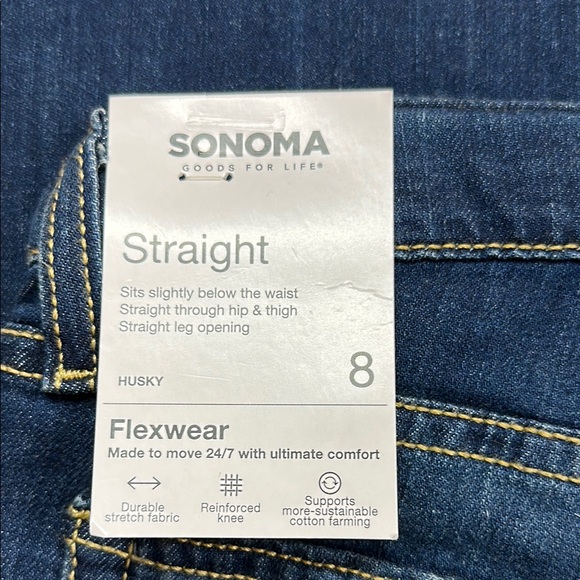 SONOMA
GOODS FOR LIFE®
Straight
Sits slightly below the waist
Straight through hip & thigh
Straight leg opening
HUSKY 8
Flexwear
Made to move 24/7 with ultimate comfort
Durable
stretch fabric
Reinforced
knee
Supports
more-sustainable
cotton farming